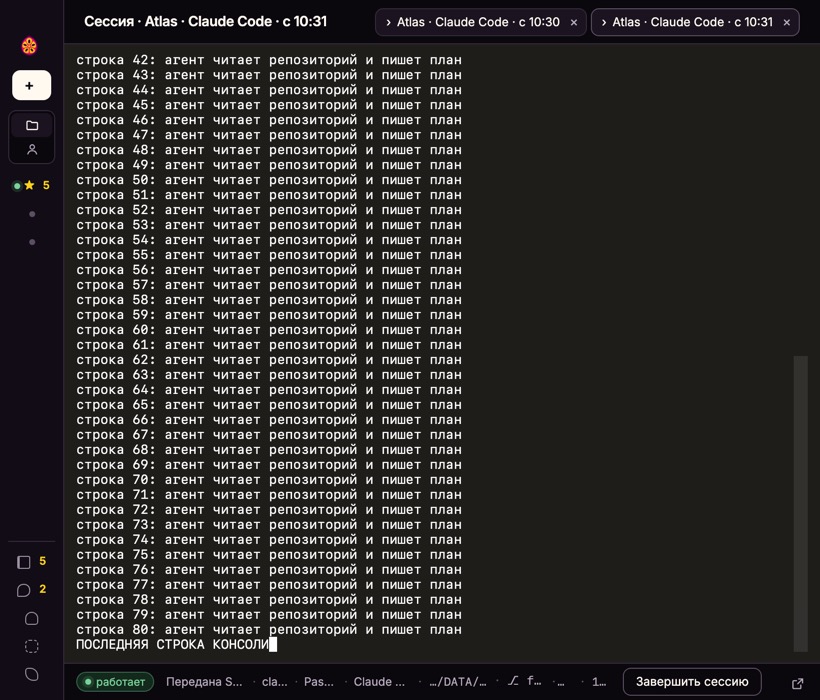 Сессия · Atlas · Claude Code · с 10:31
› Atlas · Claude Code · с 10:30 ×
› Atlas · Claude Code · с 10:31 ×
+
5
5
2
строка 42: агент читает репозиторий и пишет план
строка 43: агент читает репозиторий и пишет план
строка 44: агент читает репозиторий и пишет план
строка 45: агент читает репозиторий и пишет план
строка 46: агент читает репозиторий и пишет план
строка 47: агент читает репозиторий и пишет план
строка 48: агент читает репозиторий и пишет план
строка 49: агент читает репозиторий и пишет план
строка 50: агент читает репозиторий и пишет план
строка 51: агент читает репозиторий и пишет план
строка 52: агент читает репозиторий и пишет план
строка 53: агент читает репозиторий и пишет план
строка 54: агент читает репозиторий и пишет план
строка 55: агент читает репозиторий и пишет план
строка 56: агент читает репозиторий и пишет план
строка 57: агент читает репозиторий и пишет план
строка 58: агент читает репозиторий и пишет план
строка 59: агент читает репозиторий и пишет план
строка 60: агент читает репозиторий и пишет план
строка 61: агент читает репозиторий и пишет план
строка 62: агент читает репозиторий и пишет план
строка 63: агент читает репозиторий и пишет план
строка 64: агент читает репозиторий и пишет план
строка 65: агент читает репозиторий и пишет план
строка 66: агент читает репозиторий и пишет план
строка 67: агент читает репозиторий и пишет план
строка 68: агент читает репозиторий и пишет план
строка 69: агент читает репозиторий и пишет план
строка 70: агент читает репозиторий и пишет план
строка 71: агент читает репозиторий и пишет план
строка 72: агент читает репозиторий и пишет план
строка 73: агент читает репозиторий и пишет план
строка 74: агент читает репозиторий и пишет план
строка 75: агент читает репозиторий и пишет план
строка 76: агент читает репозиторий и пишет план
строка 77: агент читает репозиторий и пишет план
строка 78: агент читает репозиторий и пишет план
строка 79: агент читает репозиторий и пишет план
строка 80: агент читает репозиторий и пишет план
ПОСЛЕДНЯЯ СТРОКА КОНСОЛИ
работает Передана S... · cla... · Pas... · Claude ... · .../DATA/... · f... ·... · 1... Завершить сессию